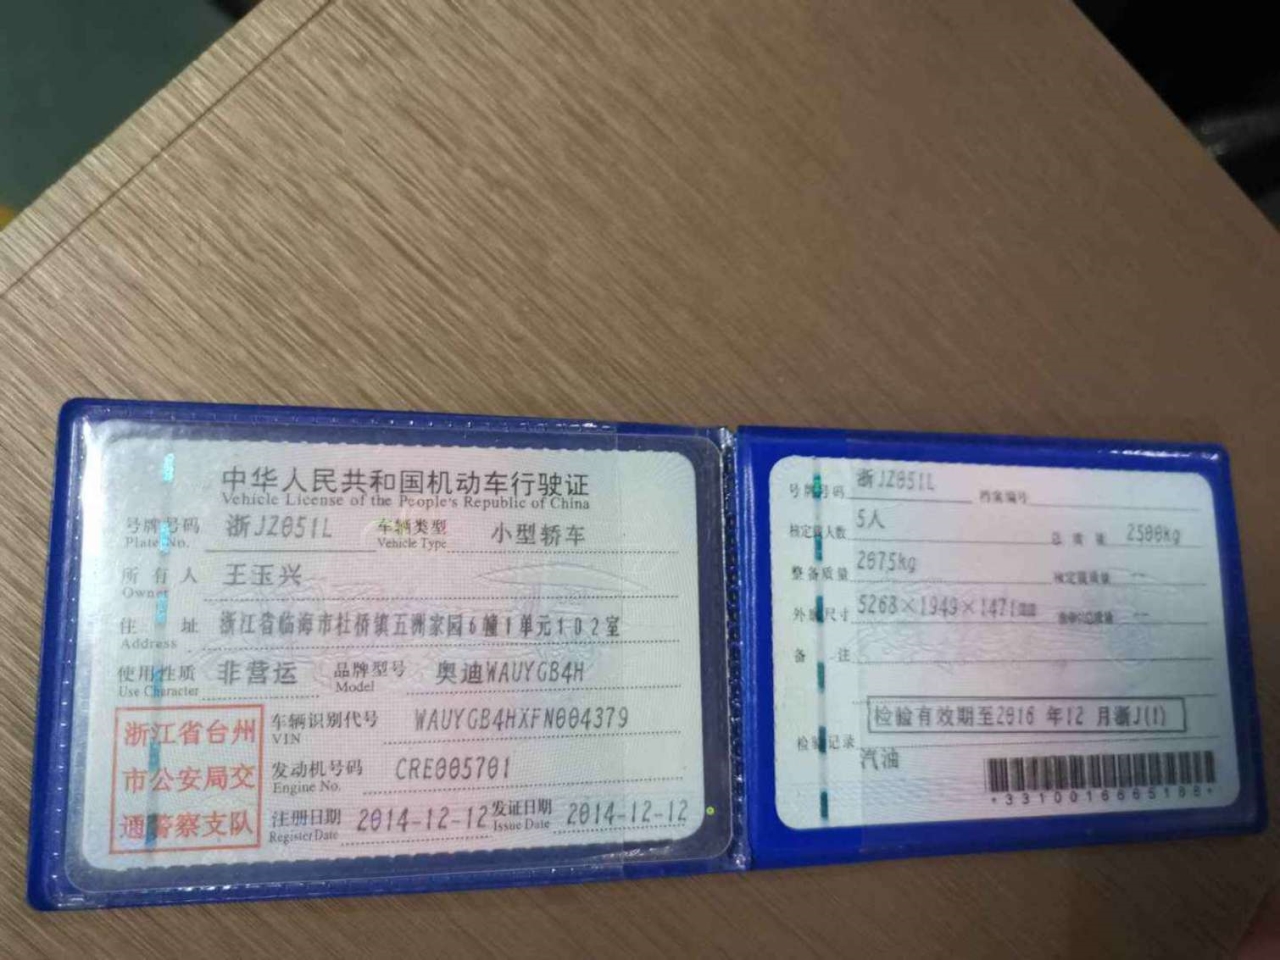 中华人民共和国机动车行驶证
Vehicle License of the People's Republic of China
号牌号码 浙JZ051L 车辆类型 小型轿车
Plate No. Vehicle Type
所有人 王玉兴
Owner
住址 浙江省临海市杜桥镇五洲家园6幢1单元102室
Address
使用性质 非营运 品牌型号 奥迪WAUYGB4H
Use Character Model
浙江省台州
市公安局交
通警察支队
车辆识别代号 WAUYGB4HXFN004379
VIN
发动机号码 CRE005701
Engine No.
注册日期 2014-12-12 发证日期 2014-12-12
Register Date Issue Date
号牌号码 浙JZ051L 档案编号
核定载人数 5人 总质量 2500kg
整备质量 2075kg 核定载质量 --
外廓尺寸 5268×1949×1471mm --
备注
检验有效期至2016 年12 月浙J(1)
检验记录
汽油